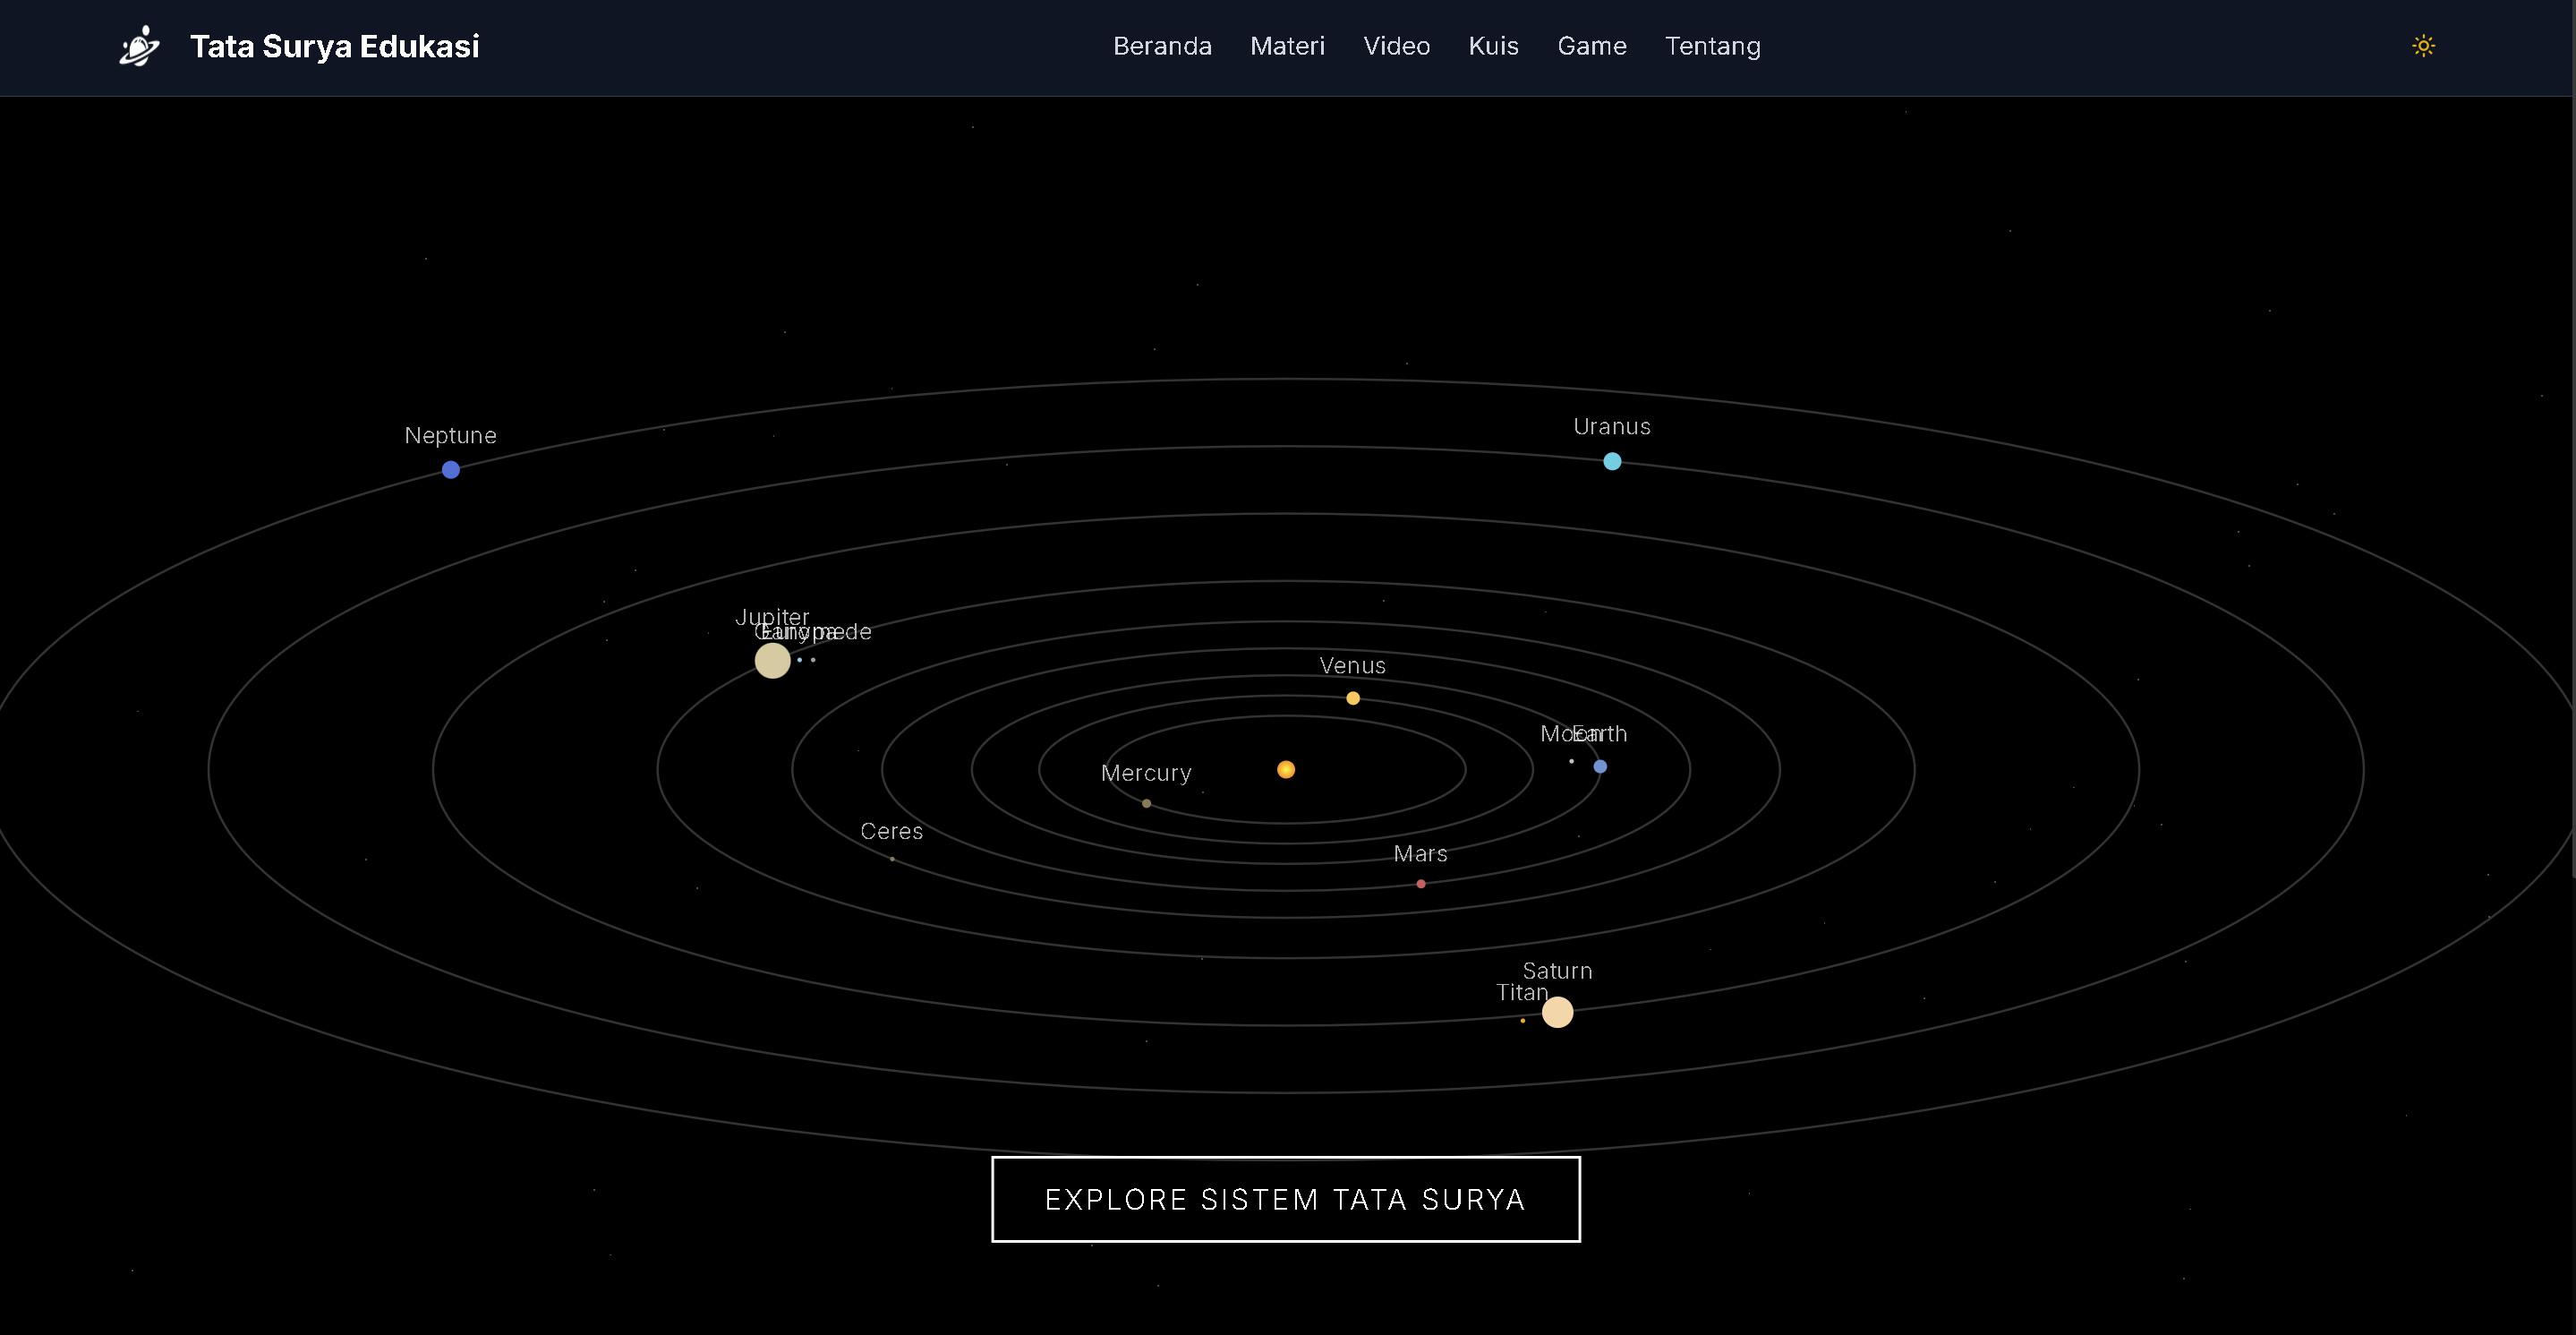 Tata Surya Edukasi
Beranda Materi Video Kuis Game Tentang
Uranus
Neptune
Jupiter
Ganymede
Europa
Venus
Moon
Earth
Mercury
Ceres
Mars
Saturn
Titan
EXPLORE SISTEM TATA SURYA